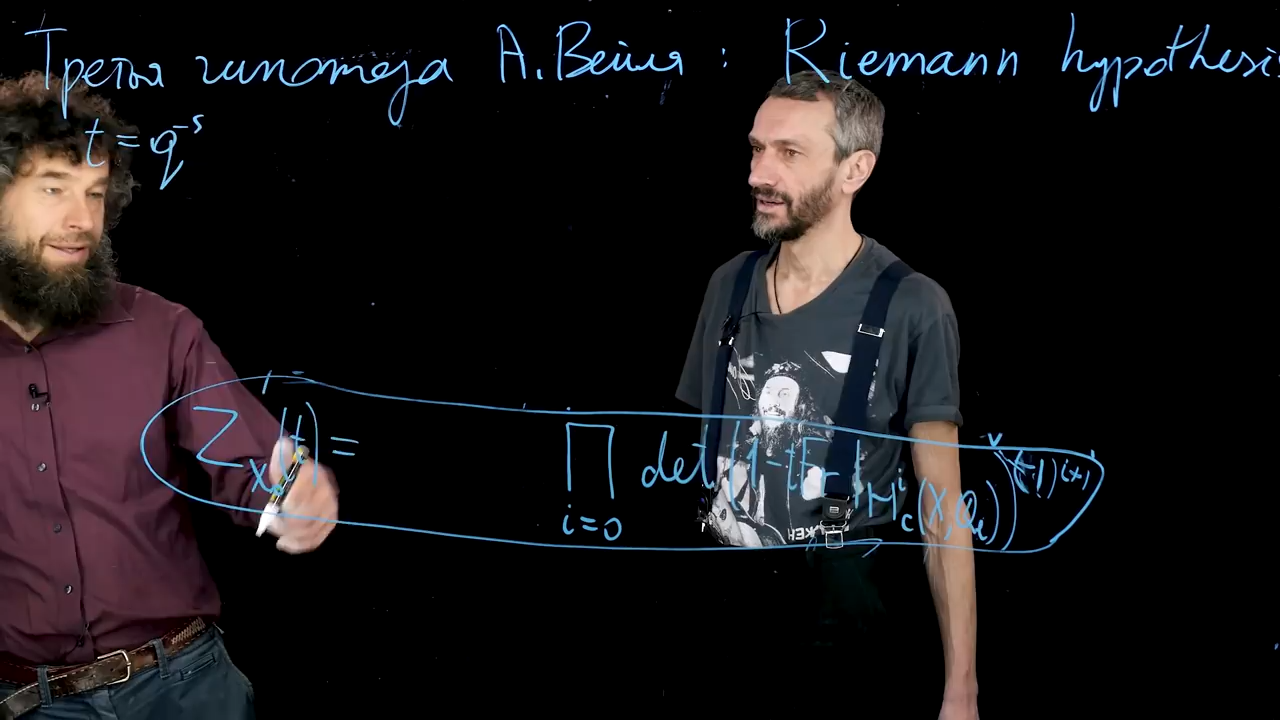 Третья гипотеза А. Вейля : Riemann hypothesis
t = q^{-s}
Z_X(t) = ∏_{i=0} det(1-tFr|H^i_c(X, Q_ℓ))^{(-1)^{(i+1)}}